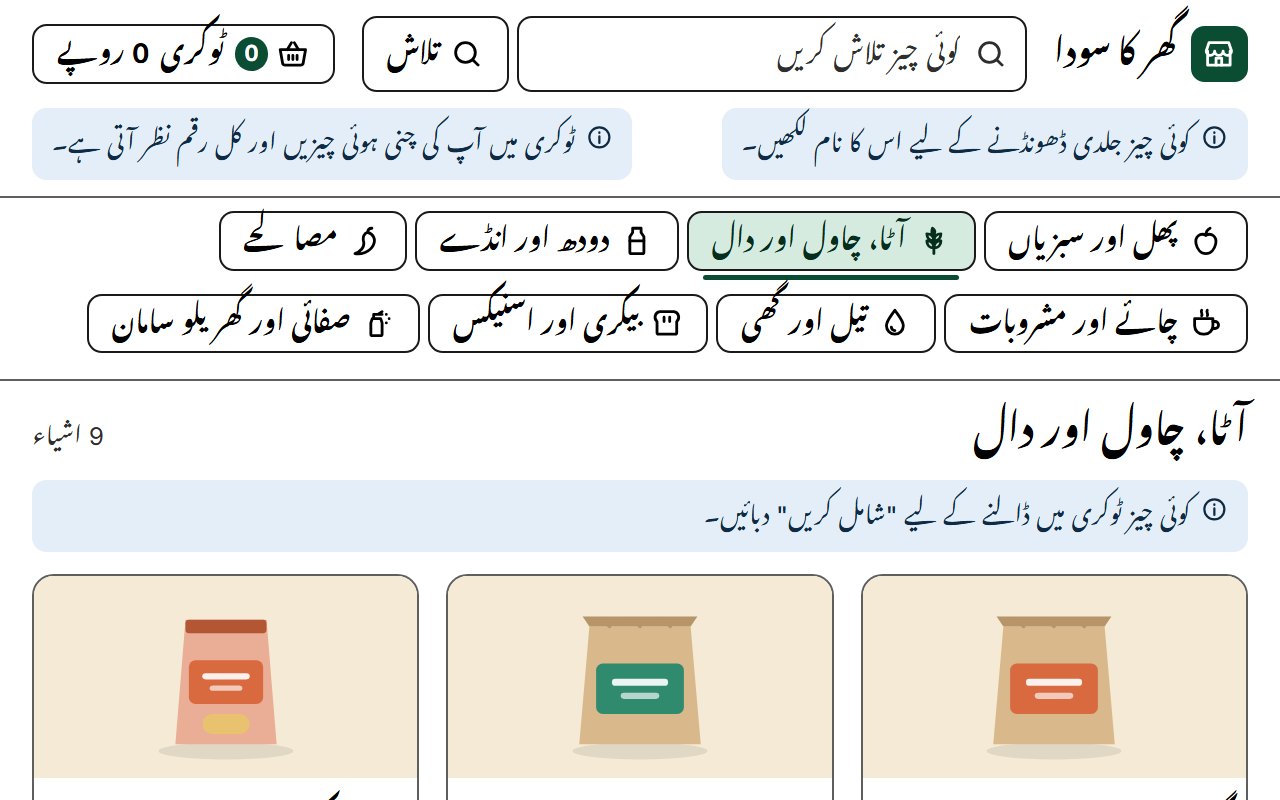 گھر کا سودا
کوئی چیز تلاش کریں
تلاش
ٹوکری 0 0 روپے
کوئی چیز جلدی ڈھونڈنے کے لیے اس کا نام لکھیں۔
ٹوکری میں آپ کی چنی ہوئی چیزیں اور کل رقم نظر آتی ہے۔
پھل اور سبزیاں
آٹا، چاول اور دال
دودھ اور انڈے
مصالحے
چائے اور مشروبات
تیل اور گھی
بیکری اور اسنیکس
صفائی اور گھریلو سامان
آٹا، چاول اور دال
9 اشیاء
کوئی چیز ٹوکری میں ڈالنے کے لیے "شامل کریں" دبائیں۔